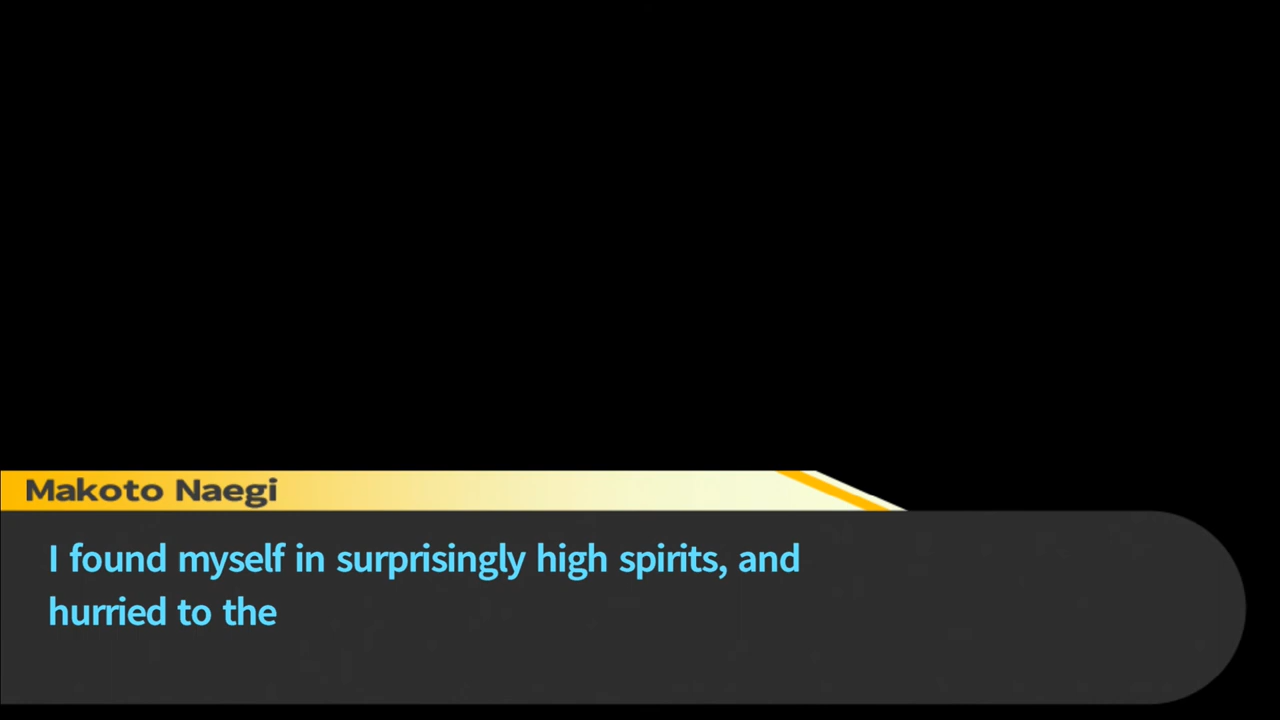 Makoto Naegi
I found myself in surprisingly high spirits, and
hurried to the